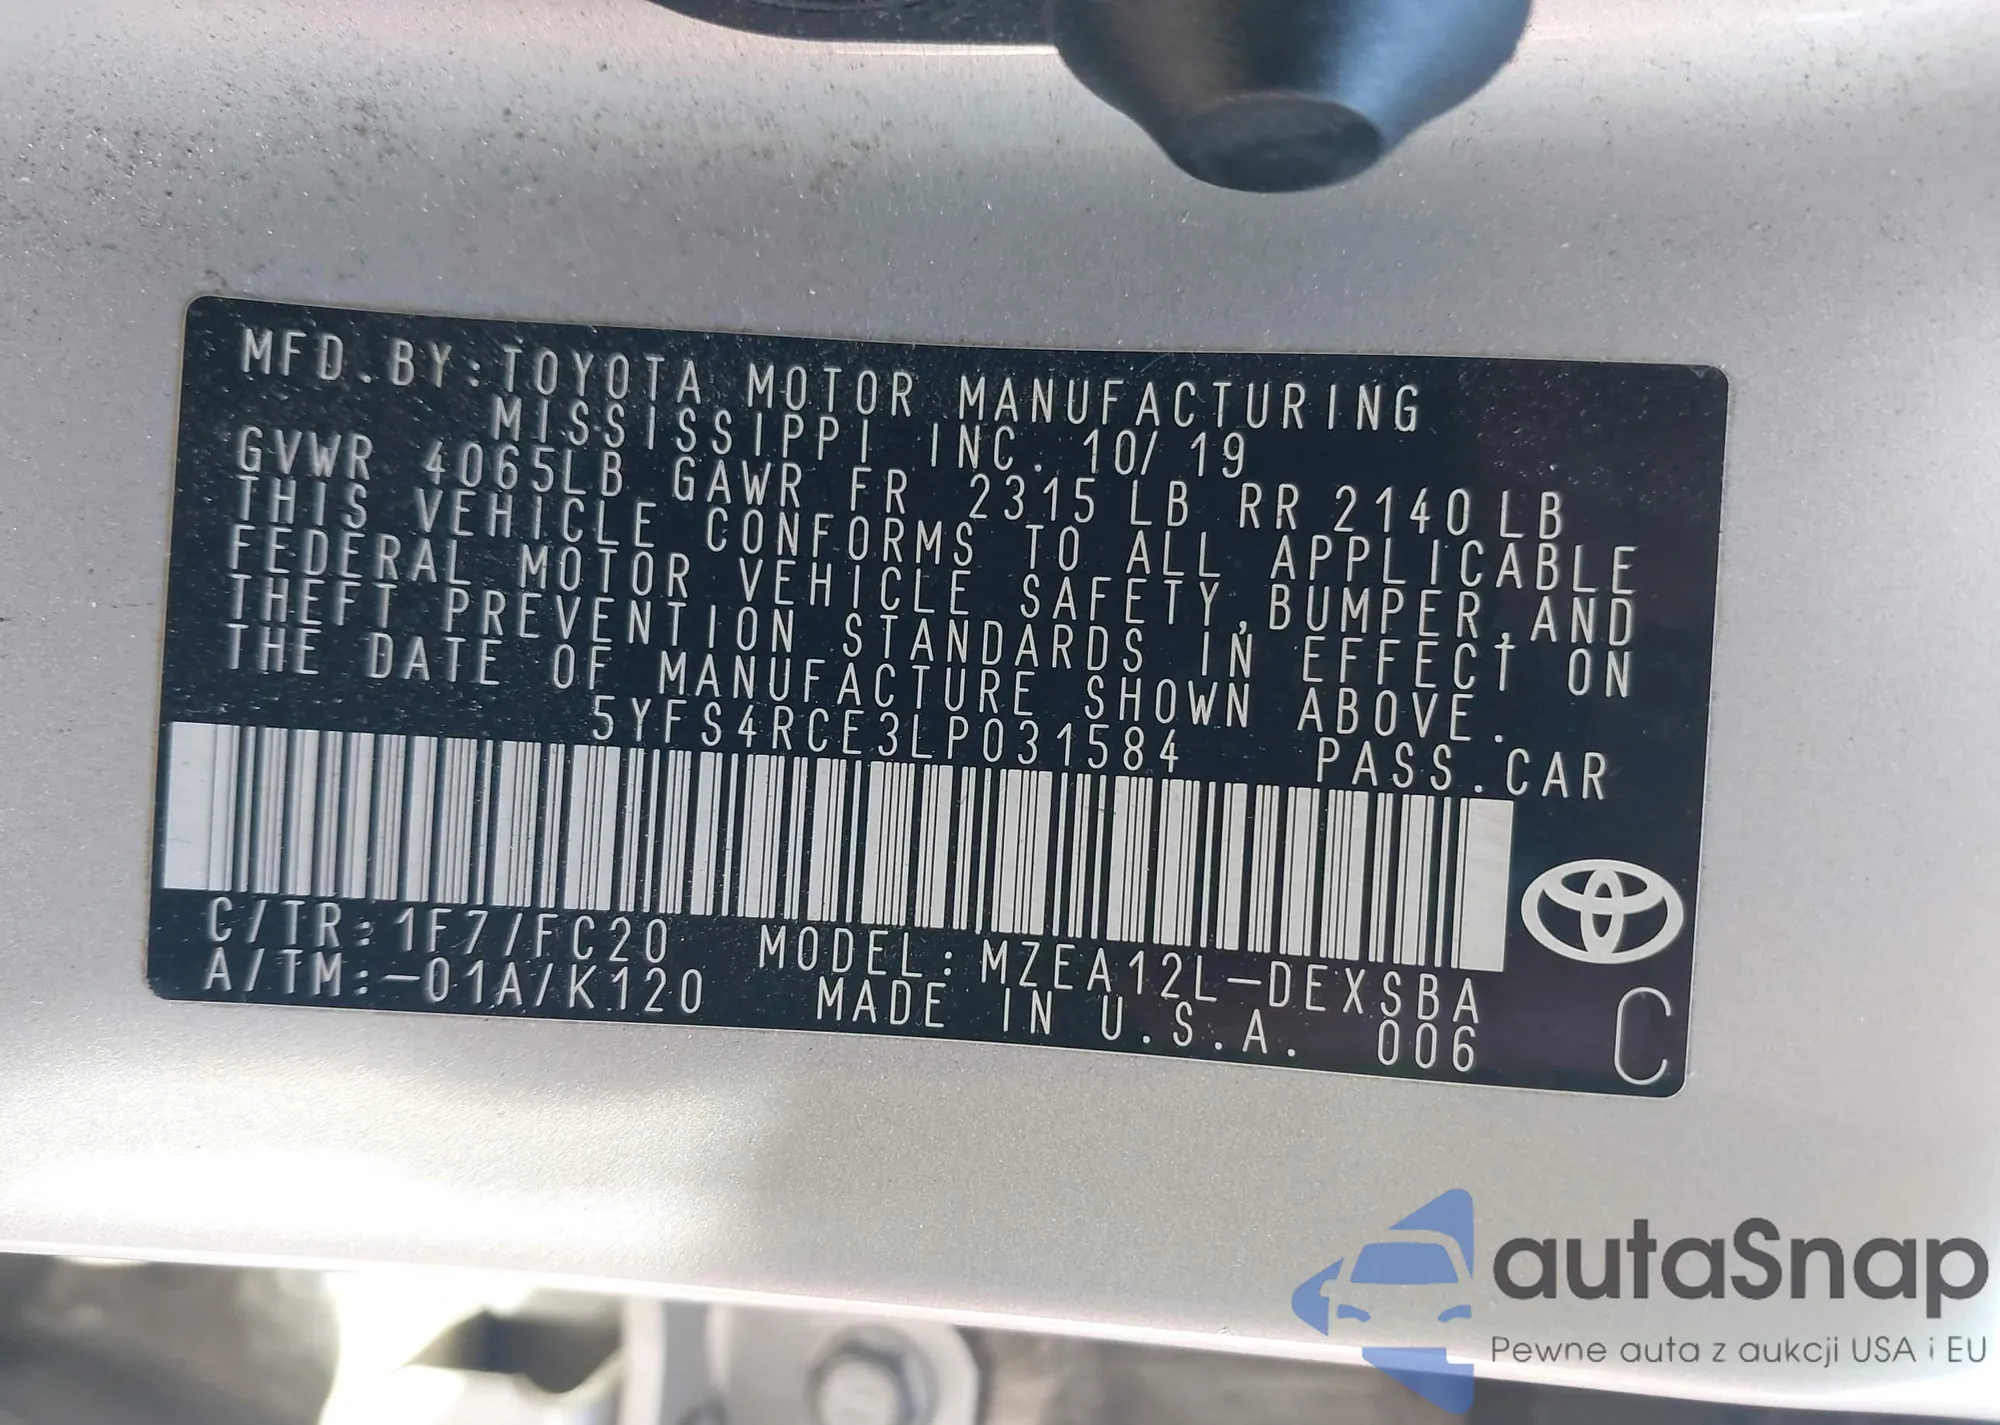 MFD.BY:TOYOTA MOTOR MANUFACTURING
MISSISSIPPI INC. 10/19
GVWR 4065LB GAWR FR 2315LB RR 2140LB
THIS VEHICLE CONFORMS TO ALL APPLICABLE
FEDERAL MOTOR VEHICLE SAFETY,BUMPER,AND
THEFT PREVENTION STANDARDS IN EFFECT ON
THE DATE OF MANUFACTURE SHOWN ABOVE.
5YFS4RCE3LP031584 PASS.CAR
C/TR:1F7/FC20 MODEL:MZEA12L-DEXSBA
A/TM:-01A/K120 MADE IN U.S.A. 006
C
autaSnap
Pewne auta z aukcji USA i EU